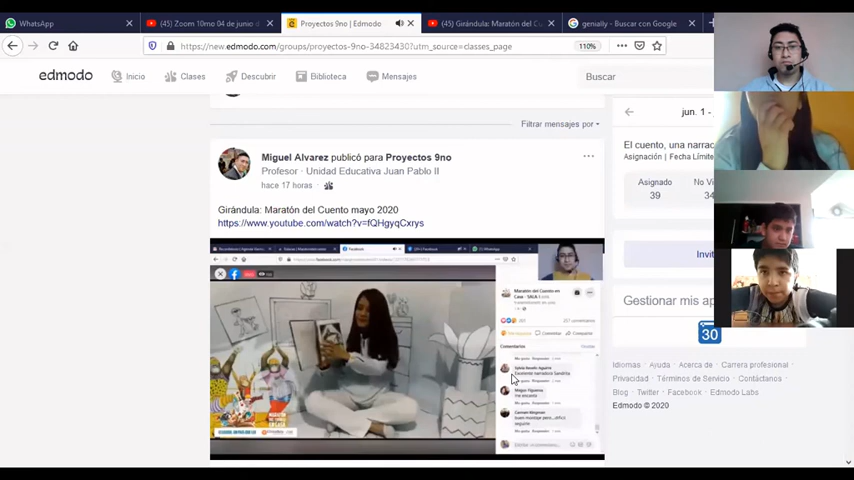 WhatsApp
(45) Zoom 10mo 04 de junio d
Proyectos 9no | Edmodo
(45) Girándula: Maratón del Cu
genially - Buscar con Google
https://new.edmodo.com/groups/proyectos-9no-34823430?utm_source=classes_page
110%
edmodo
Inicio
Clases
Descubrir
Biblioteca
Mensajes
Buscar
Filtrar mensajes por
Miguel Alvarez publicó para Proyectos 9no
Profesor · Unidad Educativa Juan Pablo II
hace 17 horas
Girándula: Maratón del Cuento mayo 2020
https://www.youtube.com/watch?v=fQHgyqCxrys
Maratón del Cuento en
Comentarios
me encanta
jun. 1 -
El cuento, una narrac
Asignación | Fecha Límite
Asignado
39
No Vi
34
Invit
Gestionar mis ap
30
Idiomas · Ayuda · Acerca de · Carrera profesional ·
Privacidad · Términos de Servicio · Contáctanos ·
Blog · Twitter · Facebook · Edmodo Labs
Edmodo © 2020